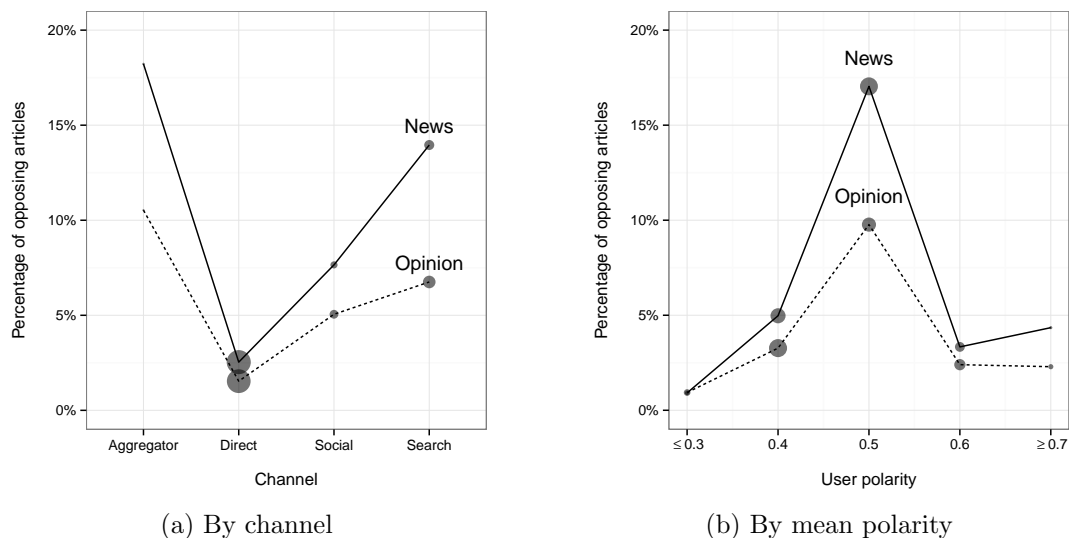 20%
15%
10%
5%
0%
Percentage of opposing articles
News
Opinion
Aggregator Direct Social Search
Channel
(a) By channel
20%
15%
10%
5%
0%
Percentage of opposing articles
News
Opinion
≤ 0.3 0.4 0.5 0.6 ≥ 0.7
User polarity
(b) By mean polarity